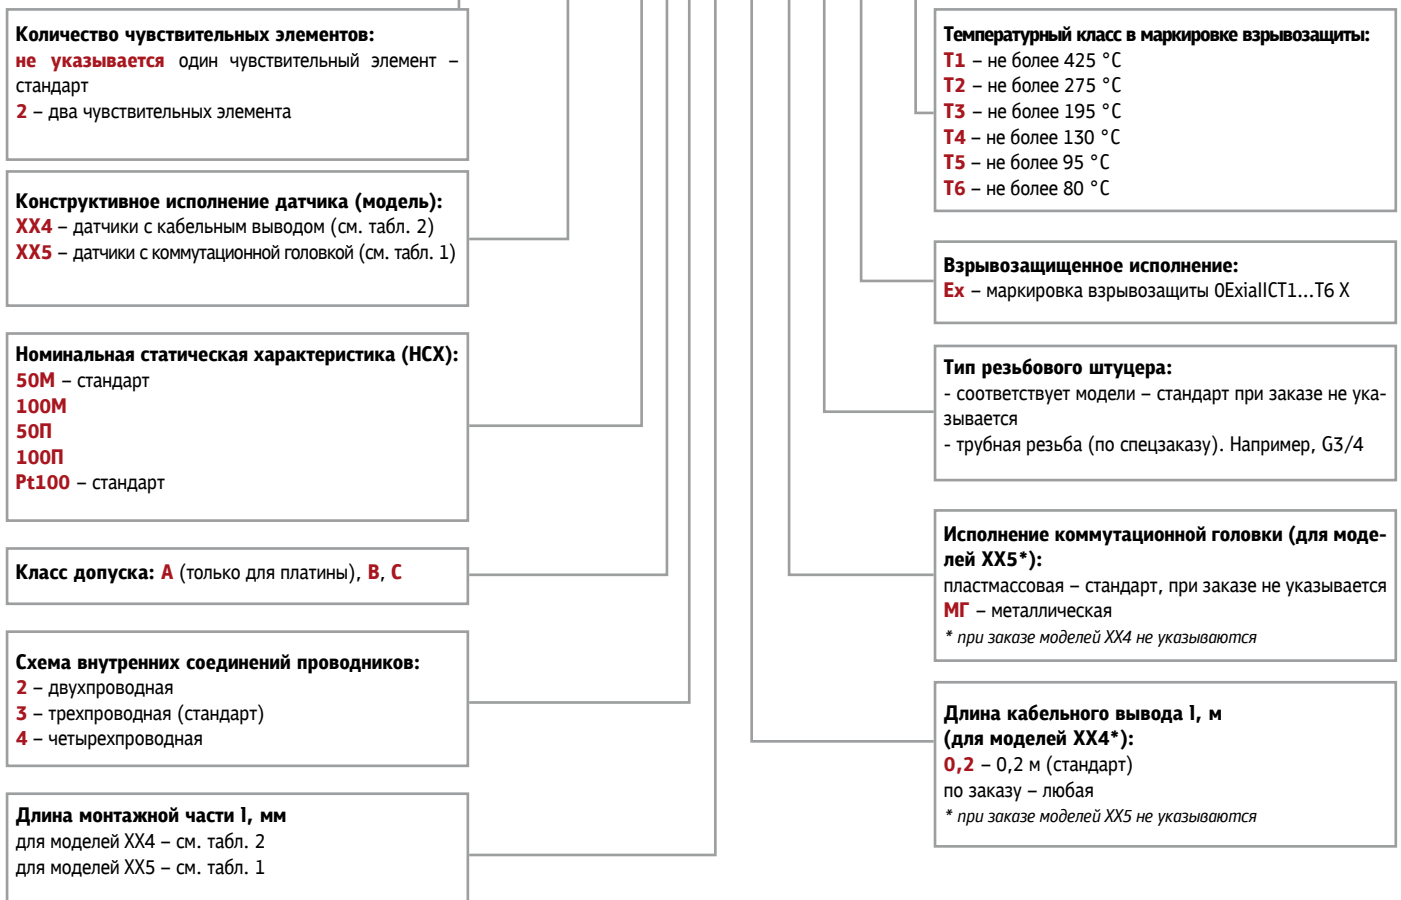 Количество чувствительных элементов:
не указывается один чувствительный элемент –
стандарт
2 – два чувствительных элемента
Конструктивное исполнение датчика (модель):
XX4 – датчики с кабельным выводом (см. табл. 2)
XX5 – датчики с коммутационной головкой (см. табл. 1)
Номинальная статическая характеристика (НСХ):
50М – стандарт
100М
50П
100П
Pt100 – стандарт
Класс допуска: А (только для платины), В, С
Схема внутренних соединений проводников:
2 – двухпроводная
3 – трехпроводная (стандарт)
4 – четырехпроводная
Длина монтажной части l, мм
для моделей XX4 – см. табл. 2
для моделей XX5 – см. табл. 1
Температурный класс в маркировке взрывозащиты:
Т1 – не более 425 °С
Т2 – не более 275 °С
Т3 – не более 195 °С
Т4 – не более 130 °С
Т5 – не более 95 °С
Т6 – не более 80 °С
Взрывозащищенное исполнение:
Ex – маркировка взрывозащиты 0ExiaIICT1...T6 X
Тип резьбового штуцера:
- соответствует модели – стандарт при заказе не ука-
зывается
- трубная резьба (по спецзаказу). Например, G3/4
Исполнение коммутационной головки (для моде-
лей XX5*):
пластмассовая – стандарт, при заказе не указывается
МГ – металлическая
* при заказе моделей XX4 не указываются
Длина кабельного вывода l, м
(для моделей XX4*):
0,2 – 0,2 м (стандарт)
по заказу – любая
* при заказе моделей XX5 не указываются